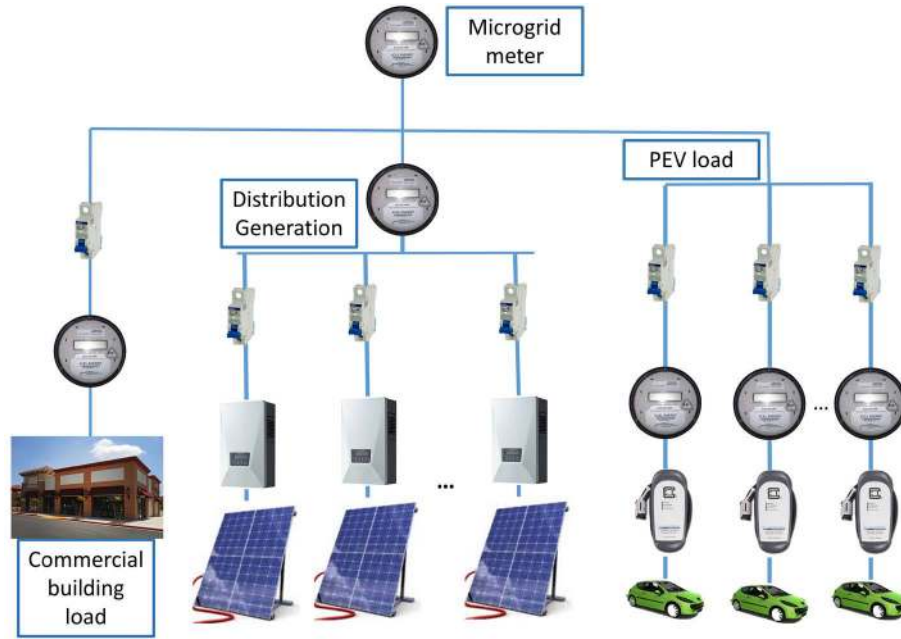 Microgrid
meter
PEV load
Distribution
Generation
...
...
Commercial
building
load